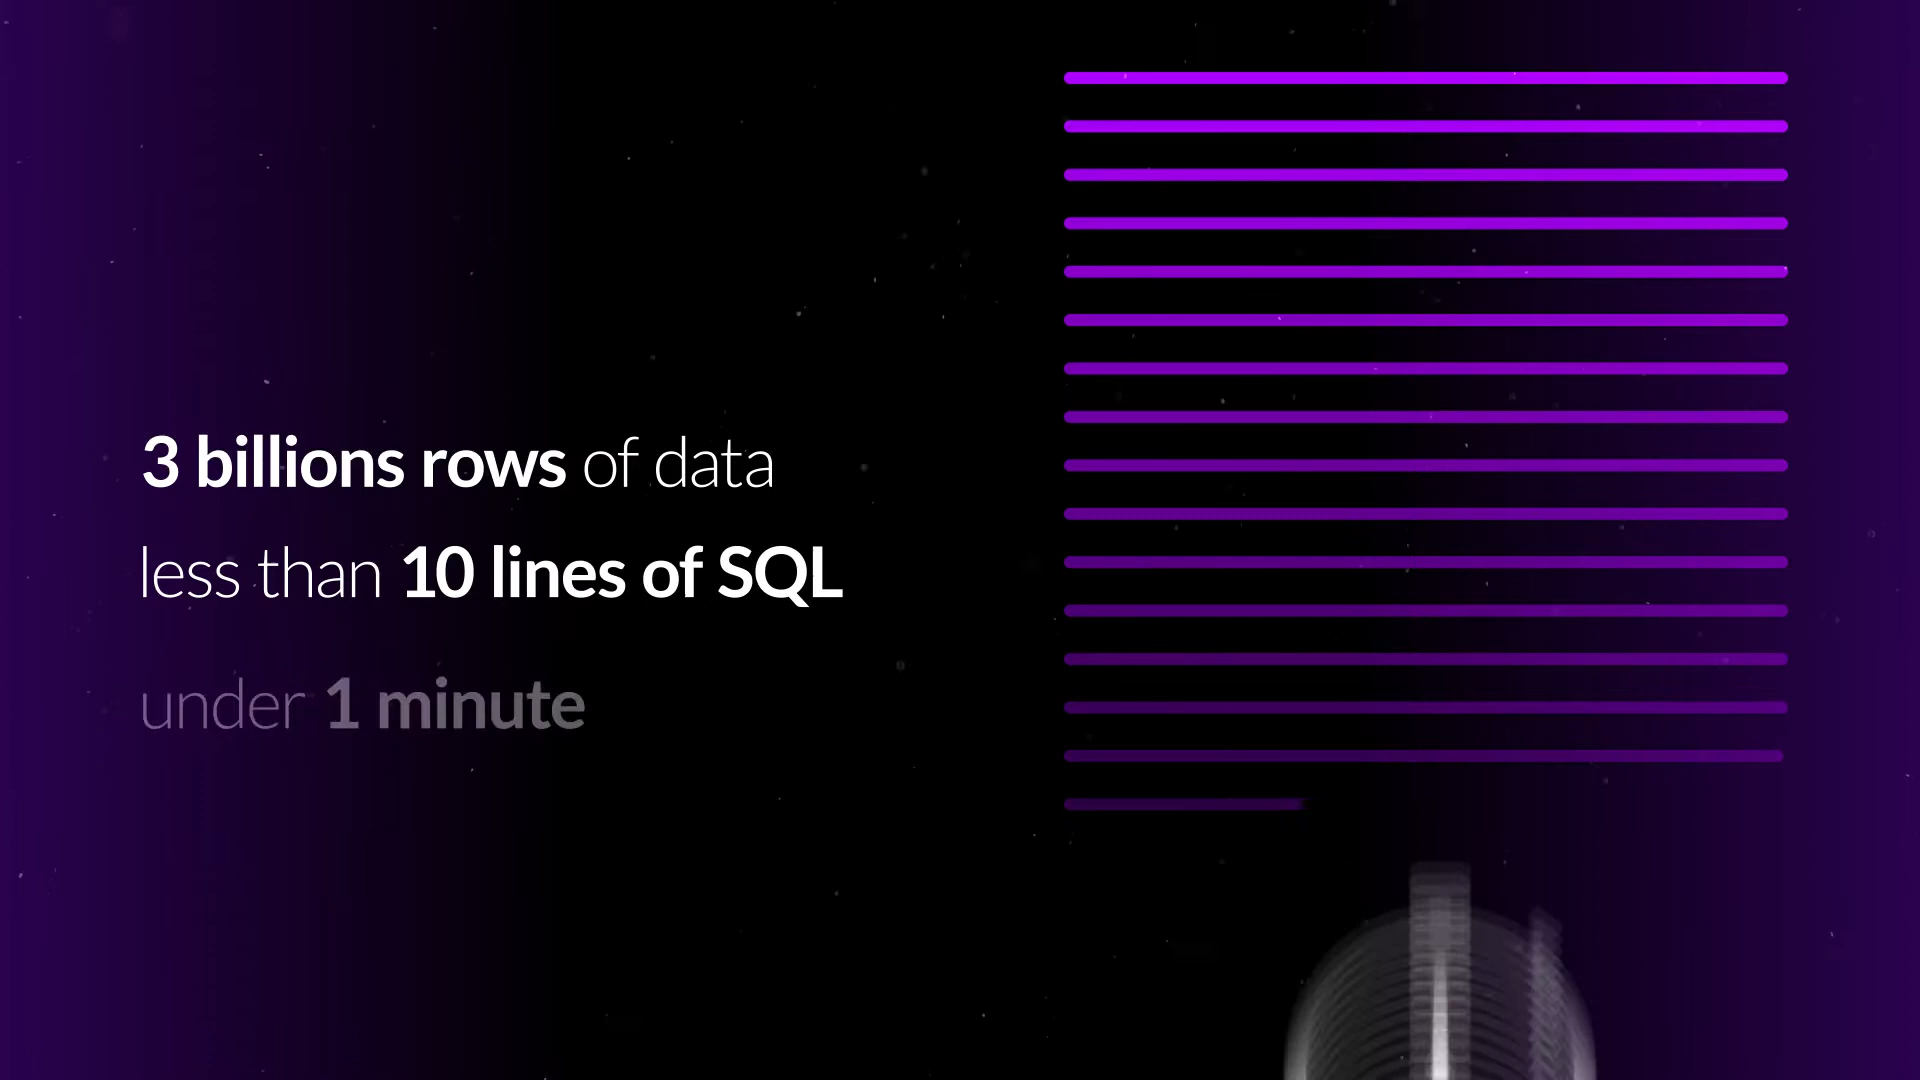 3 billions rows of data
less than 10 lines of SQL
under 1 minute